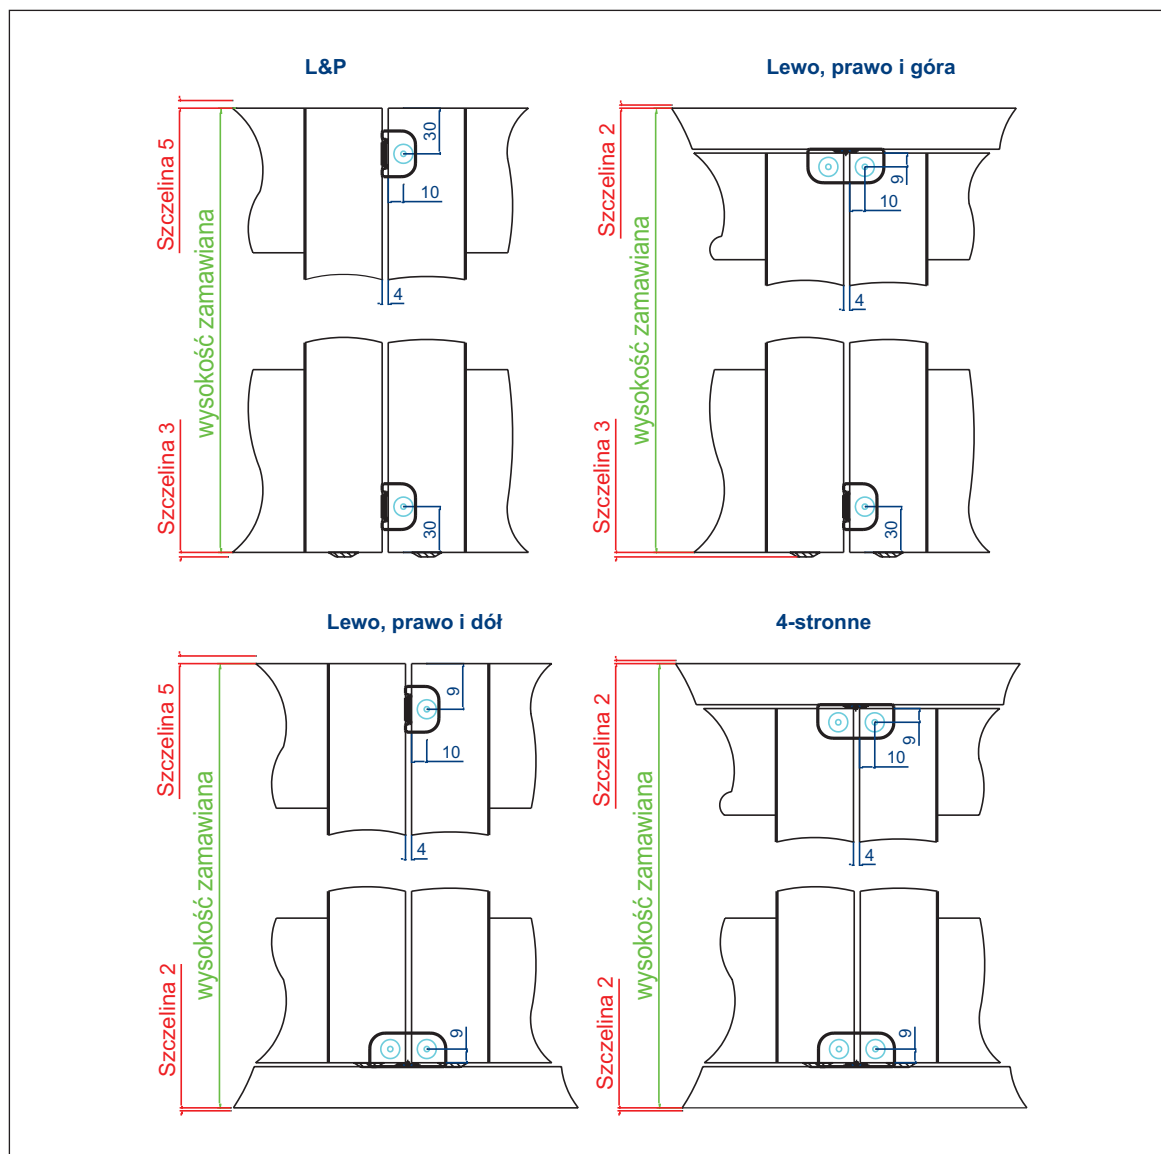 L&P
Szczelina 5
wysokość zamawiana
30
10
4
Szczelina 3
30
Lewo, prawo i góra
Szczelina 2
wysokość zamawiana
9
10
4
Szczelina 3
30
Lewo, prawo i dół
Szczelina 5
wysokość zamawiana
9
10
4
Szczelina 2
9
4-stronne
Szczelina 2
wysokość zamawiana
9
10
4
Szczelina 2
9